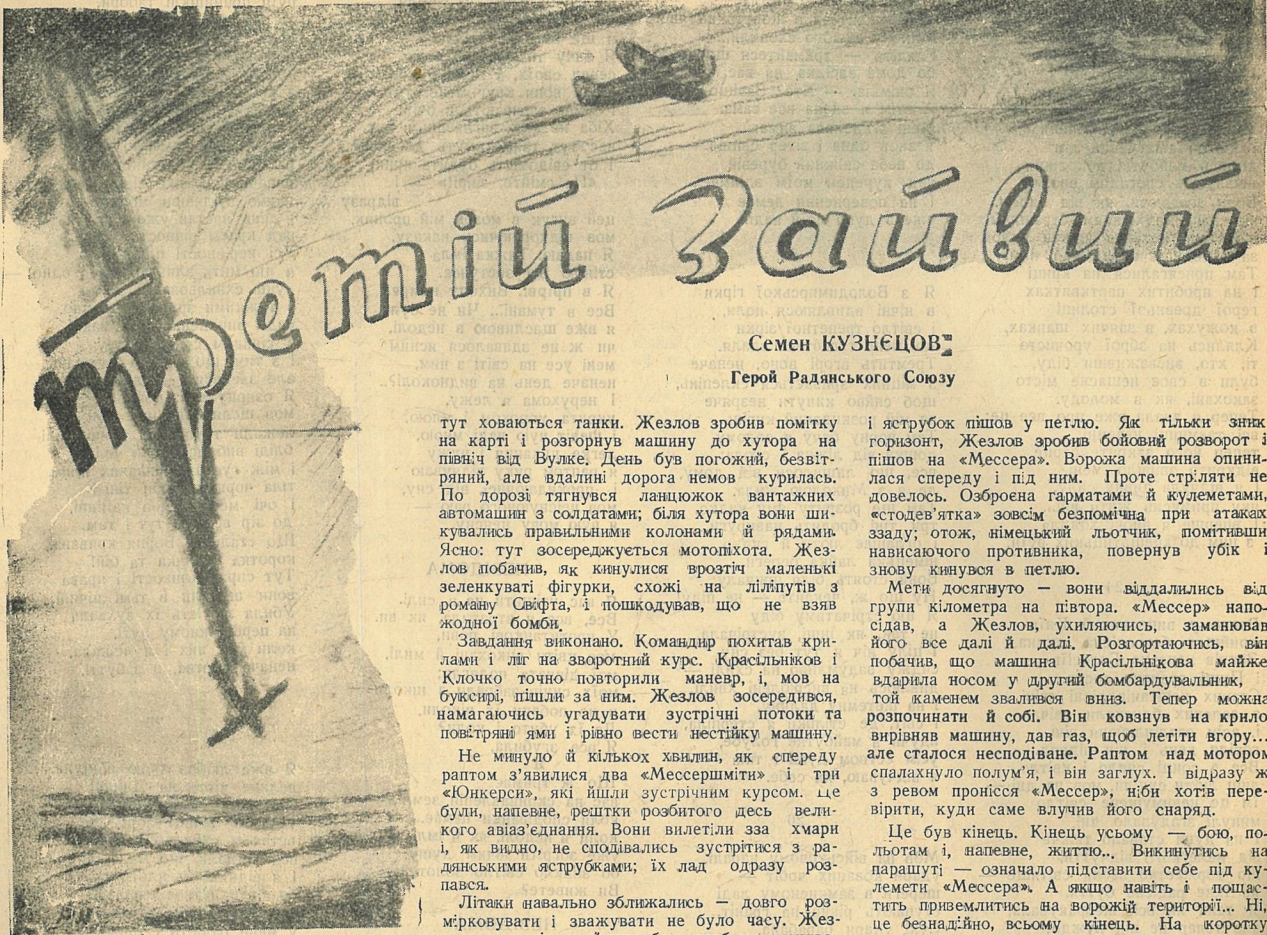 Третій Зайвий
Семен КУЗНЄЦОВ
Герой Радянського Союзу
тут ховаються танки. Жезлов зробив помітку
на карті і розгорнув машину до хутора на
північ від Вулке. День був погожий, безвіт-
ряний, але вдалині дорога немов курилась.
По дорозі тягнувся ланцюжок вантажних
автомашин з солдатами; біля хутора вони ши-
кувались правильними колонами й рядами.
Ясно: тут зосереджується мотопіхота. Жез-
лов побачив, як кинулися врозтіч маленькі
зеленкуваті фігурки, схожі на ліліпутів з
роману Свіфта, і пошкодував, що не взяв
жодної бомби.
Завдання виконано. Командир похитав кри-
лами і ліг на зворотний курс. Красільніков і
Клочко точно повторили маневр, і, мов на
буксирі, пішли за ним. Жезлов зосередився,
намагаючись угадувати зустрічні потоки та
повітряні ями і рівно вести нестійку машину.
Не минуло й кількох хвилин, як спереду
раптом з'явилися два «Мессершміти» і три
«Юнкерси», які йшли зустрічним курсом. Це
були, напевне, рештки розбитого десь вели-
кого авіаз'єднання. Вони вилетіли зза хмари
і, як видно, не сподівались зустрітися з ра-
дянськими яструбками; їх лад одразу роз-
пався.
Літаки навально зближались — довго роз-
мірковувати і зважувати не було часу. Жез-
і яструбок пішов у петлю. Як тільки зник
горизонт, Жезлов зробив бойовий розворот і
пішов на «Мессера». Ворожа машина опини-
лася спереду і під ним. Проте стріляти не
довелось. Озброєна гарматами й кулеметами,
«стодев'ятка» зовсім безпомічна при атаках
ззаду; отож, німецький льотчик, помітивши
нависаючого противника, повернув убік і
знову кинувся в петлю.
Мети досягнуто — вони віддалились від
групи кілометра на півтора. «Мессер» напо-
сідав, а Жезлов, ухиляючись, заманював
його все далі й далі. Розгортаючись, він
побачив, що машина Красільнікова майже
вдарила носом у другий бомбардувальник,
той каменем звалився вниз. Тепер можна
розпочинати й собі. Він ковзнув на крило
вирівняв машину, дав газ, щоб летіти вгору...
але сталося несподіване. Раптом над мотором
спалахнуло полум'я, і він заглух. І відразу ж
з ревом пронісся «Мессер», ніби хотів пере-
вірити, куди саме влучив його снаряд.
Це був кінець. Кінець усьому — бою, по-
льотам і, напевне, життю... Викинутись на
парашуті — означало підставити себе під ку-
лемети «Мессера». А якщо навіть і пощас-
тить приземлитись на ворожій території... Ні,
це безнадійно, всьому кінець. На коротку